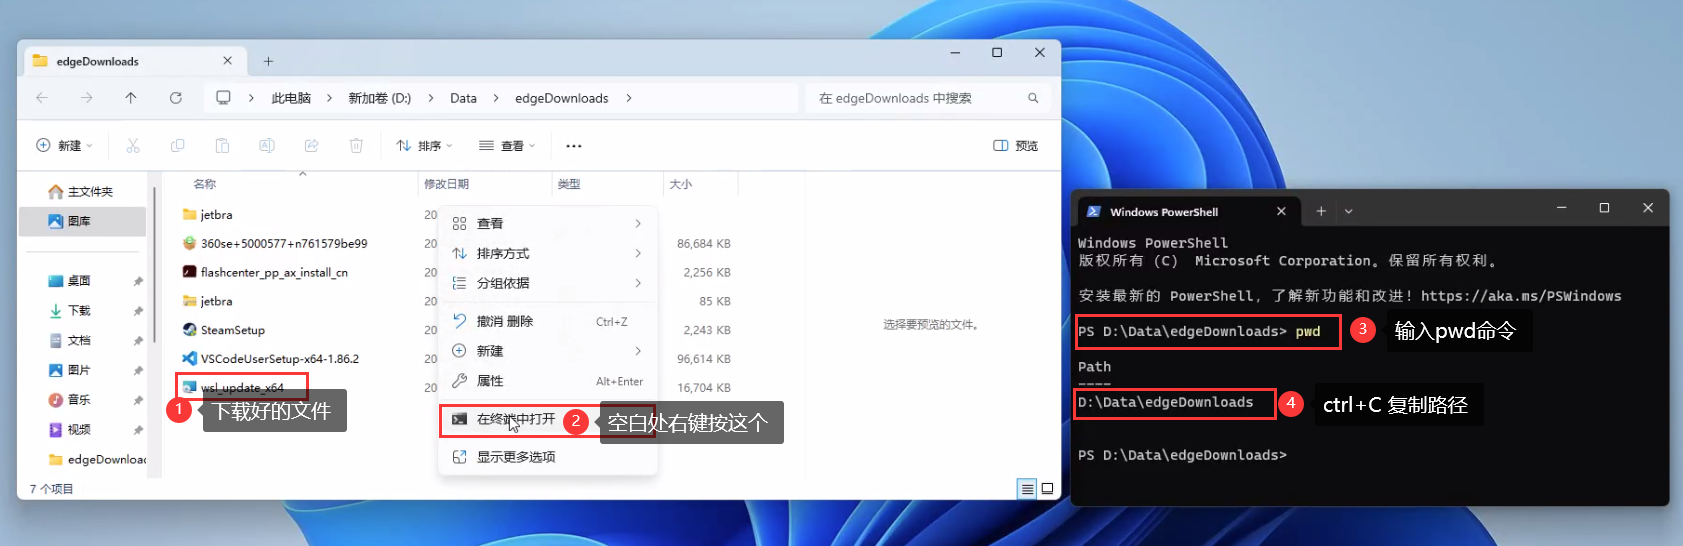 edgeDownloads
此电脑 > 新加卷 (D:) > Data > edgeDownloads >
在 edgeDownloads 中搜索
新建
排序
查看
预览
主文件夹
图库
桌面
下载
文档
图片
音乐
视频
edgeDownloa
名称
修改日期
类型
大小
jetbra
20
360se+5000577+n761579be99
20
86,684 KB
flashcenter_pp_ax_install_cn
20
2,256 KB
jetbra
20
85 KB
SteamSetup
20
2,243 KB
VSCodeUserSetup-x64-1.86.2
20
96,614 KB
wsl_update_x64
20
16,704 KB
1
下载好的文件
查看
排序方式
分组依据
撤消 删除
Ctrl+Z
新建
属性
Alt+Enter
在终端中打开
2
空白处右键按这个
显示更多选项
选择要预览的文件。
7 个项目
Windows PowerShell
Windows PowerShell
版权所有 (C) Microsoft Corporation。保留所有权利。
安装最新的 PowerShell，了解新功能和改进！https://aka.ms/PSWindows
PS D:\Data\edgeDownloads> pwd
3
输入pwd命令
Path
----
D:\Data\edgeDownloads
4
ctrl+C 复制路径
PS D:\Data\edgeDownloads>